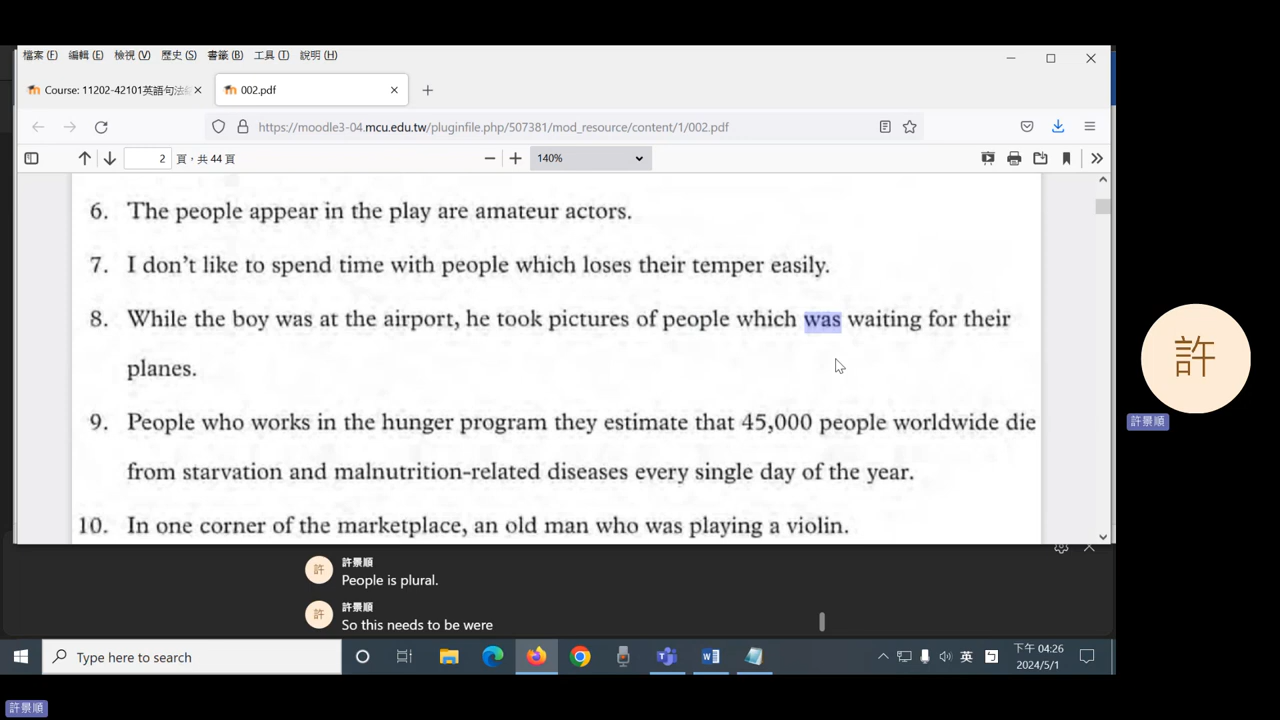 檔案 (F) 編輯 (E) 檢視 (V) 歷史 (S) 書籤 (B) 工具 (T) 說明 (H)
Course: 11202-42101英語句法
002.pdf
https://moodle3-04.mcu.edu.tw/pluginfile.php/507381/mod_resource/content/1/002.pdf
2 頁，共 44 頁
140%
6. The people appear in the play are amateur actors.
7. I don't like to spend time with people which loses their temper easily.
8. While the boy was at the airport, he took pictures of people which was waiting for their
planes.
9. People who works in the hunger program they estimate that 45,000 people worldwide die
from starvation and malnutrition-related diseases every single day of the year.
10. In one corner of the marketplace, an old man who was playing a violin.
許
許景順
許 許景順
People is plural.
許 許景順
So this needs to be were
Type here to search
英
下午 04:26
2024/5/1
許景順